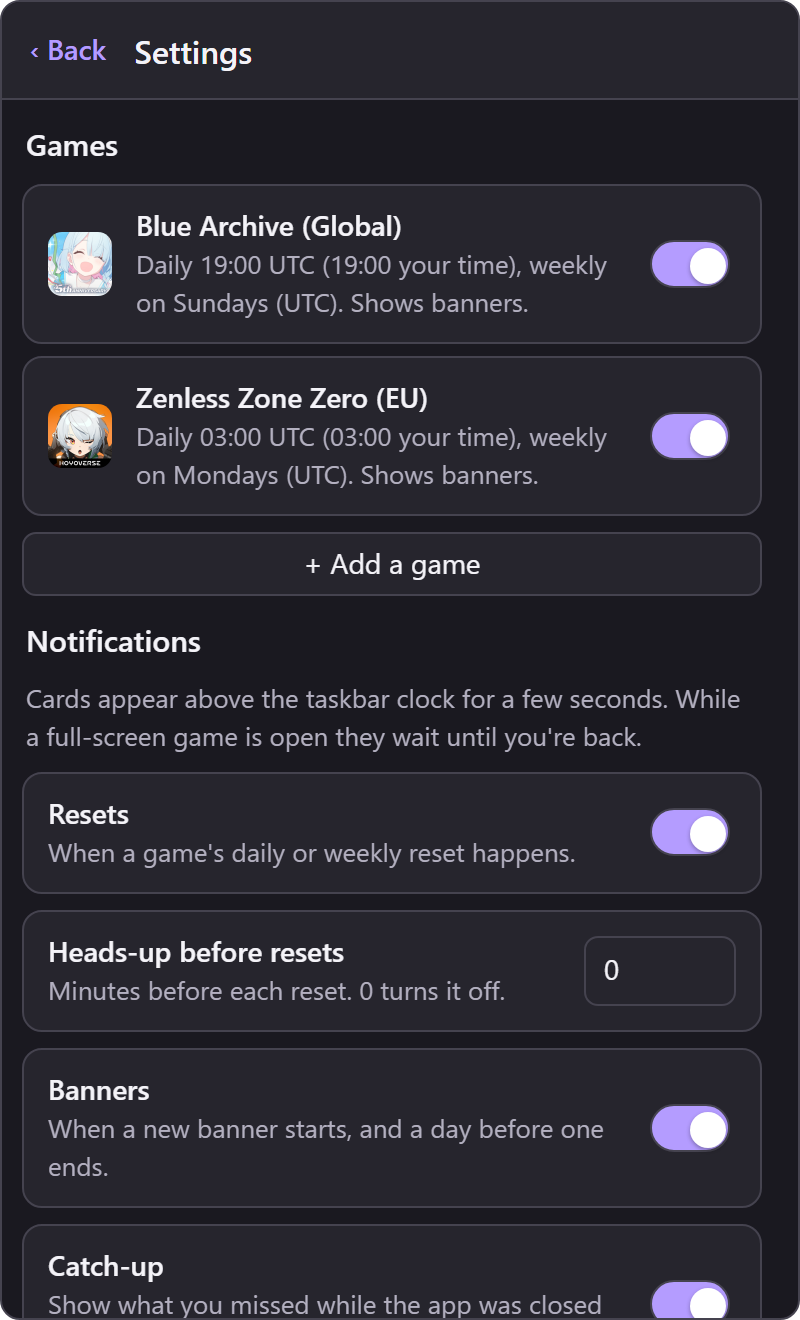 ‹ Back Settings
Games
Blue Archive (Global)
Daily 19:00 UTC (19:00 your time), weekly
on Sundays (UTC). Shows banners.
Zenless Zone Zero (EU)
Daily 03:00 UTC (03:00 your time), weekly
on Mondays (UTC). Shows banners.
HOYOVERSE
+ Add a game
Notifications
Cards appear above the taskbar clock for a few seconds. While
a full-screen game is open they wait until you're back.
Resets
When a game's daily or weekly reset happens.
Heads-up before resets
Minutes before each reset. 0 turns it off.
0
Banners
When a new banner starts, and a day before one
ends.
Catch-up
Show what you missed while the app was closed